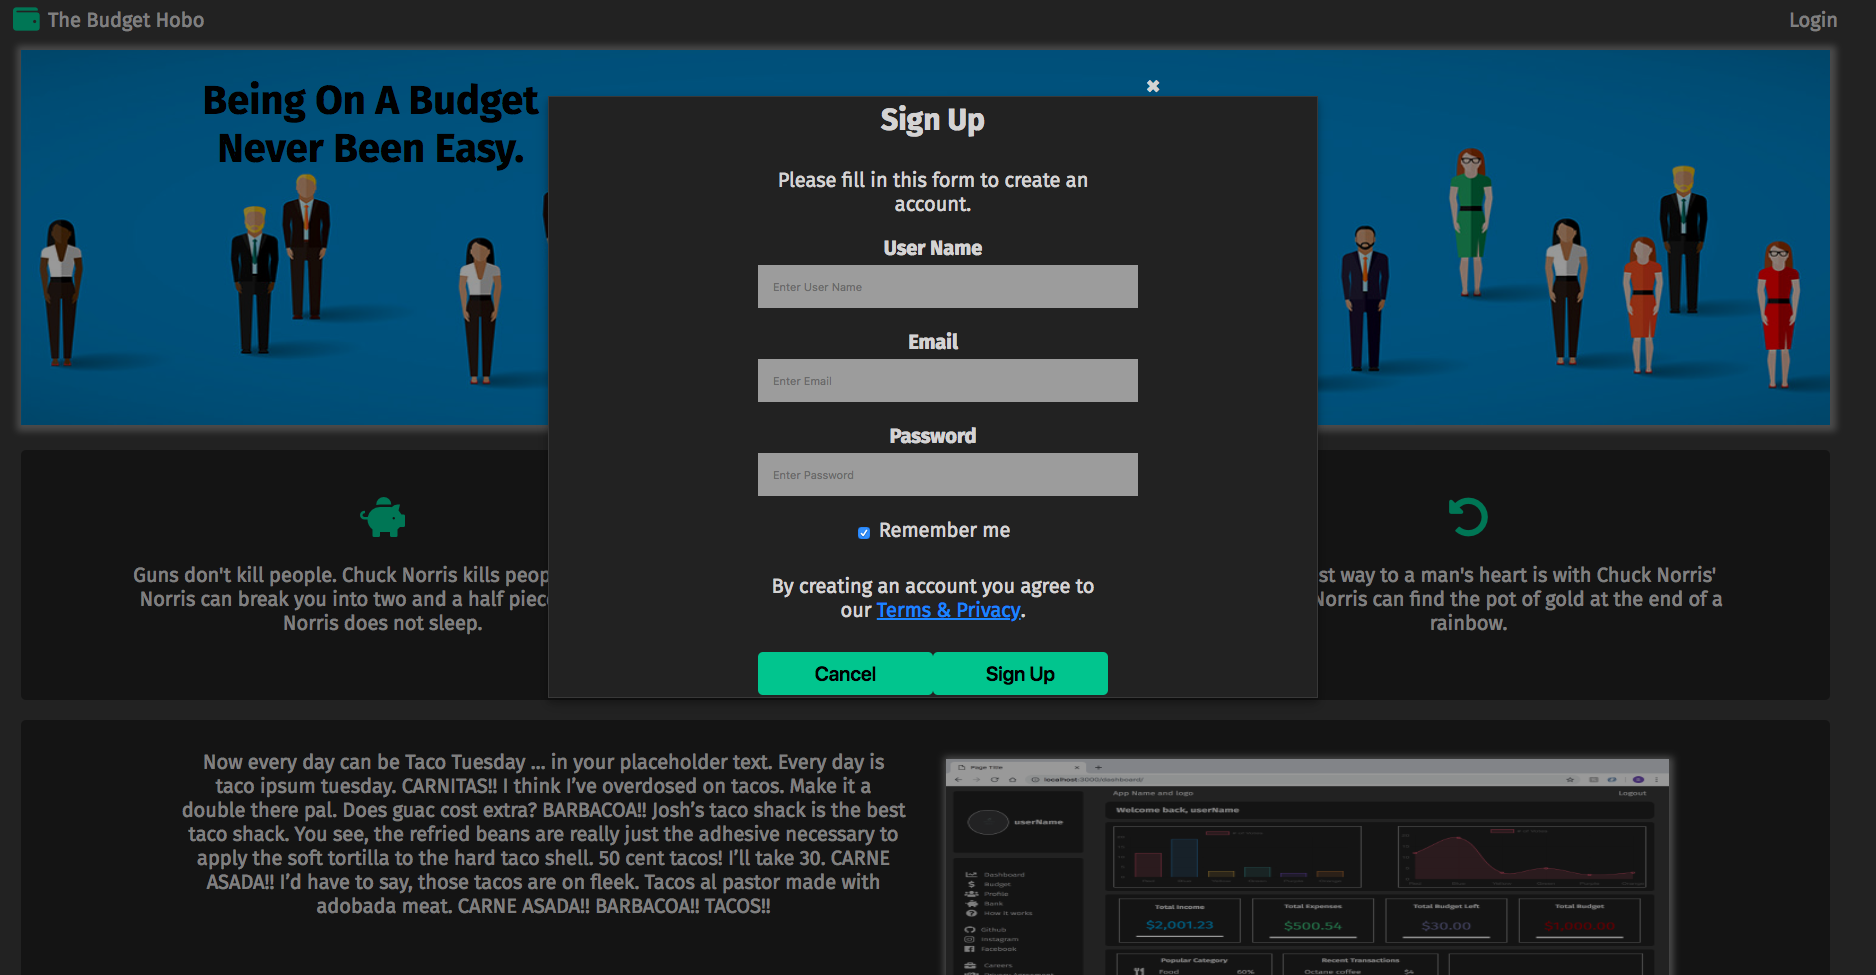 The Budget Hobo
Login
Being On A Budget
Never Been Easy.
✖
Sign Up
Please fill in this form to create an
account.
User Name
Enter User Name
Email
Enter Email
Password
Enter Password
Remember me
By creating an account you agree to
our Terms & Privacy.
Cancel
Sign Up
Guns don't kill people. Chuck Norris kills peop
Norris can break you into two and a half piec
Norris does not sleep.
st way to a man's heart is with Chuck Norris'
Norris can find the pot of gold at the end of a
rainbow.
Now every day can be Taco Tuesday ... in your placeholder text. Every day is
taco ipsum tuesday. CARNITAS!! I think I’ve overdosed on tacos. Make it a
double there pal. Does guac cost extra? BARBACOA!! Josh’s taco shack is the best
taco shack. You see, the refried beans are really just the adhesive necessary to
apply the soft tortilla to the hard taco shell. 50 cent tacos! I’ll take 30. CARNE
ASADA!! I’d have to say, those tacos are on fleek. Tacos al pastor made with
adobada meat. CARNE ASADA!! BARBACOA!! TACOS!!
Page Title
localhost:3000/dashboard/
App Name and logo
Logout
userName
Welcome back, userName
Dashboard
Budget
Profile
Bank
How it works
Github
Instagram
Facebook
Careers
Total Income
$2,001.23
Total Expenses
$500.54
Total Budget Left
$30.00
Total Budget
$1,000.00
Popular Category
Food 60%
Recent Transactions
Octane coffee $4